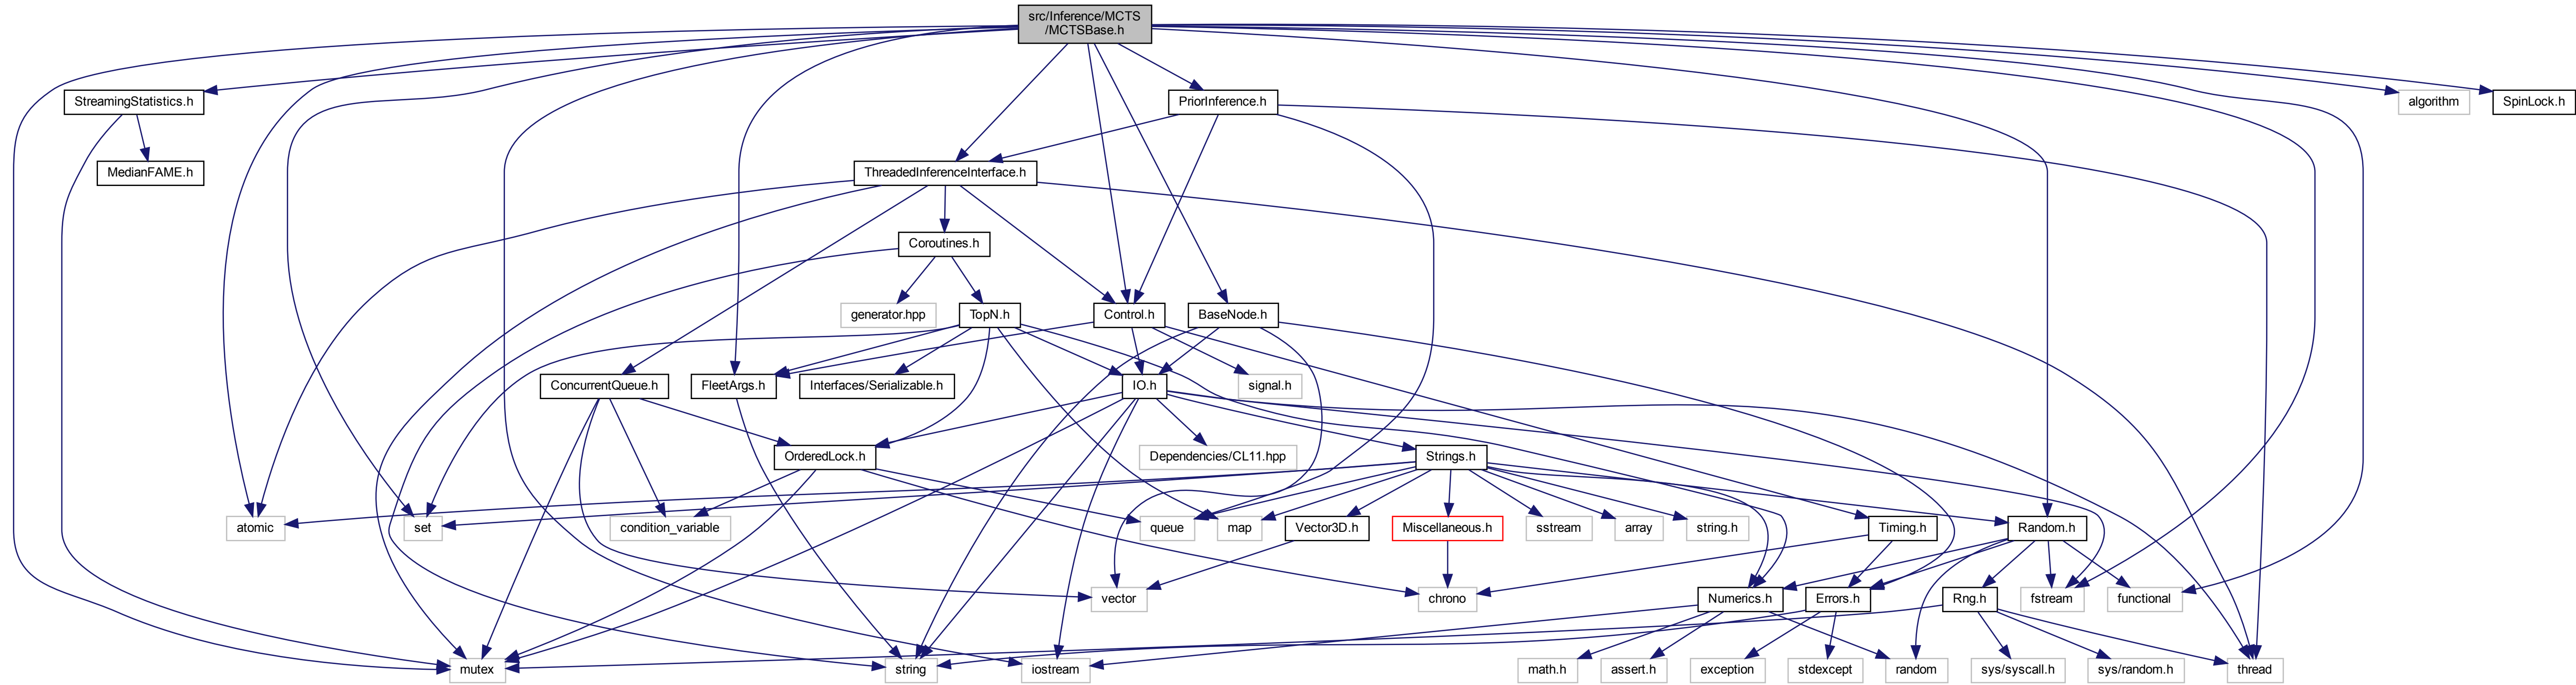 src/Inference/MCTS
/MCTSBase.h
StreamingStatistics.h
PriorInference.h
algorithm
SpinLock.h
MedianFAME.h
ThreadedInferenceInterface.h
Coroutines.h
generator.hpp
TopN.h
Control.h
BaseNode.h
ConcurrentQueue.h
FleetArgs.h
Interfaces/Serializable.h
IO.h
signal.h
OrderedLock.h
Dependencies/CL11.hpp
Strings.h
atomic
set
condition_variable
queue
map
Vector3D.h
Miscellaneous.h
sstream
array
string.h
Timing.h
Random.h
vector
chrono
Numerics.h
Errors.h
Rng.h
fstream
functional
mutex
string
iostream
math.h
assert.h
exception
stdexcept
random
sys/syscall.h
sys/random.h
thread